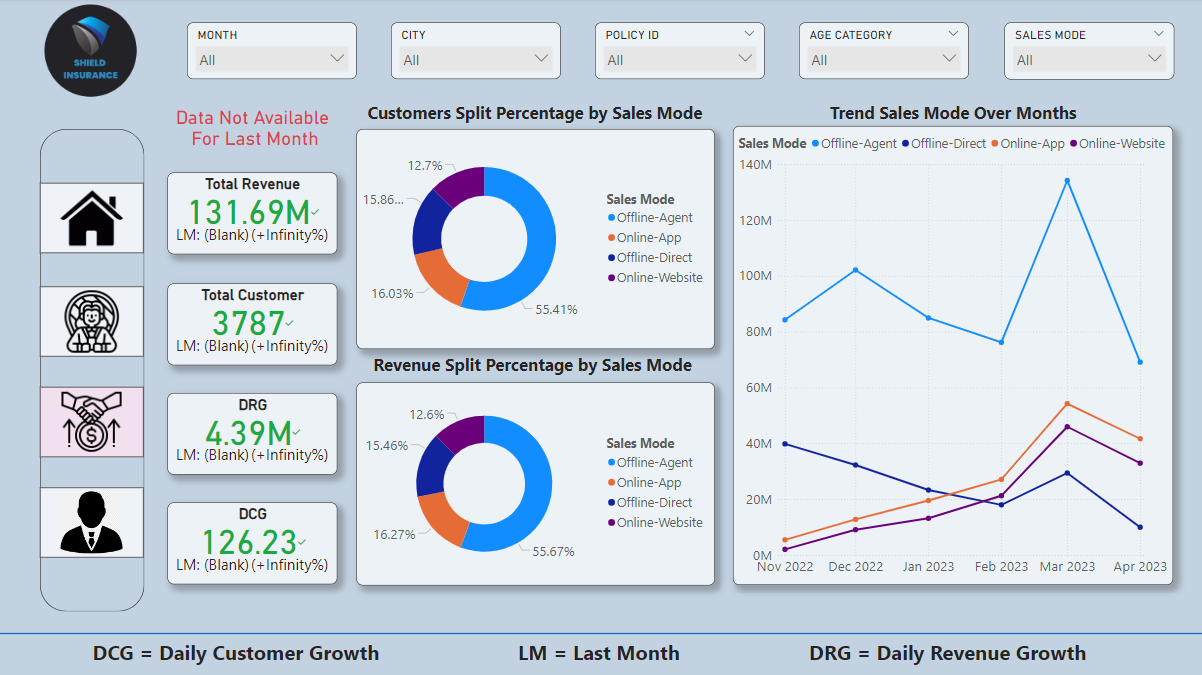 SHIELD
INSURANCE
MONTH
All
CITY
All
POLICY ID
All
AGE CATEGORY
All
SALES MODE
All
Data Not Available
For Last Month
Total Revenue
131.69M
LM: (Blank) (+Infinity%)
Total Customer
3787
LM: (Blank) (+Infinity%)
DRG
4.39M
LM: (Blank) (+Infinity%)
DCG
126.23
LM: (Blank) (+Infinity%)
Customers Split Percentage by Sales Mode
12.7%
15.86...
16.03%
55.41%
Sales Mode
Offline-Agent
Online-App
Offline-Direct
Online-Website
Revenue Split Percentage by Sales Mode
12.6%
15.46%
16.27%
55.67%
Sales Mode
Offline-Agent
Online-App
Offline-Direct
Online-Website
Trend Sales Mode Over Months
Sales Mode Offline-Agent Offline-Direct Online-App Online-Website
140M
120M
100M
80M
60M
40M
20M
0M
Nov 2022 Dec 2022 Jan 2023 Feb 2023 Mar 2023 Apr 2023
DCG = Daily Customer Growth LM = Last Month DRG = Daily Revenue Growth